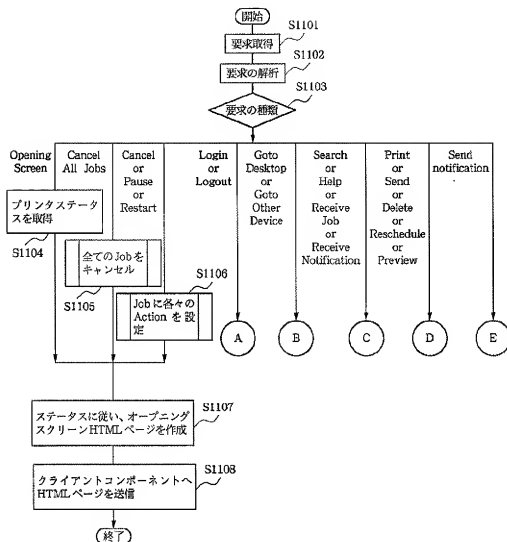 開始
S1101
要求取得
S1102
要求の解析
S1103
要求の種類
Opening
Screen
Cancel
All Jobs
Cancel
or
Pause
or
Restart
Login
or
Logout
Goto
Desktop
or
Goto
Other
Device
Search
or
Help
or
Receive
Job
or
Receive
Notification
Print
or
Send
or
Delete
or
Reschedule
or
Preview
Send
notification
プリンタステータ
スを取得
S1104
全てのJobを
キャンセル
S1105
S1106
Jobに各々の
Actionを設
定
A
B
C
D
E
S1107
ステータスに従い、オープニング
スクリーンHTMLページを作成
S1108
クライアントコンポーネントへ
HTMLページを送信
終了